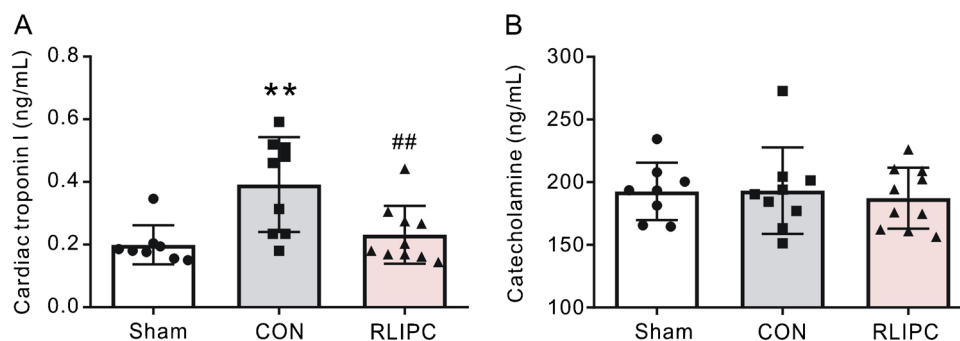 A
Cardiac troponin I (ng/mL)
0.8
0.6
0.4
0.2
0.0
**
##
Sham CON RLIPC
B
Catecholamine (ng/mL)
300
250
200
150
100
Sham CON RLIPC